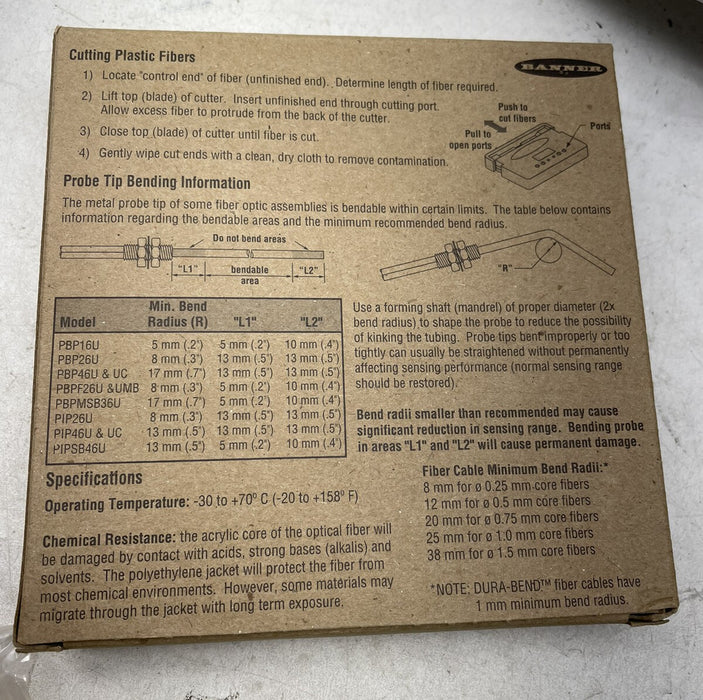 Cutting Plastic Fibers
BANNER
1) Locate "control end" of fiber (unfinished end). Determine length of fiber required.
2) Lift top (blade) of cutter. Insert unfinished end through cutting port.
Allow excess fiber to protrude from the back of the cutter.
3) Close top (blade) of cutter until fiber is cut.
4) Gently wipe cut ends with a clean, dry cloth to remove contamination.
Push to
cut fibers
Pull to
open ports
Ports
Probe Tip Bending Information
The metal probe tip of some fiber optic assemblies is bendable within certain limits. The table below contains
information regarding the bendable areas and the minimum recommended bend radius.
Do not bend areas
"L1"
bendable
area
"L2"
"R"
Model Min. Bend Radius (R) "L1" "L2"
PBP16U 5 mm (.2") 5 mm (.2") 10 mm (.4")
PBP26U 8 mm (.3") 13 mm (.5") 13 mm (.5")
PBP46U & UC 17 mm (.7") 13 mm (.5") 13 mm (.5")
PBPF26U &UMB 8 mm (.3") 5 mm (.2") 10 mm (.4")
PBPMSB36U 17 mm (.7") 5 mm (.2") 10 mm (.4")
PIP26U 8 mm (.3") 13 mm (.5") 13 mm (.5")
PIP46U & UC 13 mm (.5") 13 mm (.5") 13 mm (.5")
PIPSB46U 13 mm (.5") 5 mm (.2") 10 mm (.4")
Use a forming shaft (mandrel) of proper diameter (2x
bend radius) to shape the probe to reduce the possibility
of kinking the tubing. Probe tips bent improperly or too
tightly can usually be straightened without permanently
affecting sensing performance (normal sensing range
should be restored).
Bend radii smaller than recommended may cause
significant reduction in sensing range. Bending probe
in areas "L1" and "L2" will cause permanent damage.
Specifications
Operating Temperature: -30 to +70º C (-20 to +158º F)
Chemical Resistance: the acrylic core of the optical fiber will
be damaged by contact with acids, strong bases (alkalis) and
solvents. The polyethylene jacket will protect the fiber from
most chemical environments. However, some materials may
migrate through the jacket with long term exposure.
Fiber Cable Minimum Bend Radii:*
8 mm for ø 0.25 mm core fibers
12 mm for ø 0.5 mm core fibers
20 mm for ø 0.75 mm core fibers
25 mm for ø 1.0 mm core fibers
38 mm for ø 1.5 mm core fibers
*NOTE: DURA-BEND™ fiber cables have
1 mm minimum bend radius.